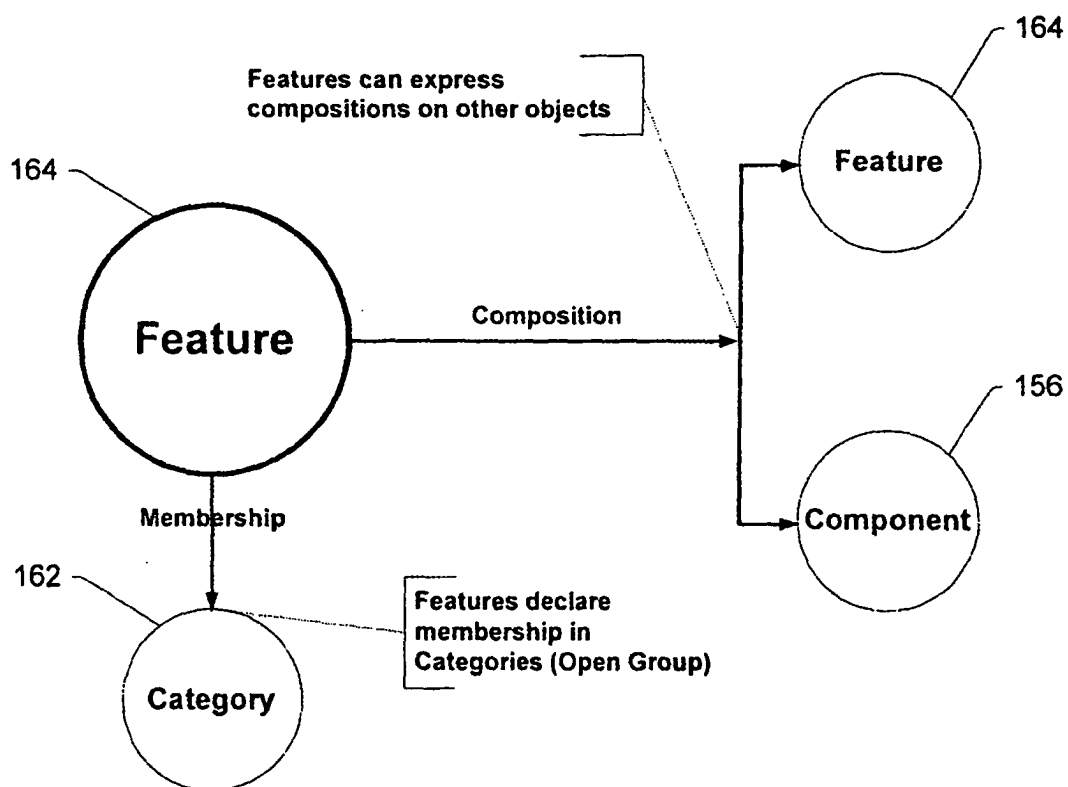 164
Features can express
compositions on other objects
Feature
164
Feature
Composition
156
Component
Membership
162
Features declare
membership in
Categories (Open Group)
Category